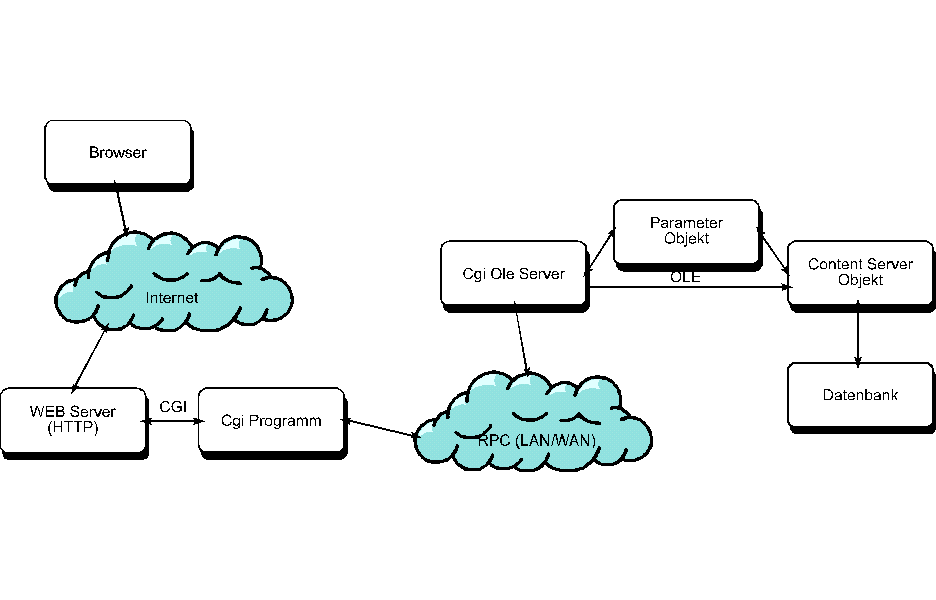 Browser
Internet
WEB Server
(HTTP)
CGI
Cgi Programm
RPC (LAN/WAN)
Cgi Ole Server
Parameter
Objekt
OLE
Content Server
Objekt
Datenbank